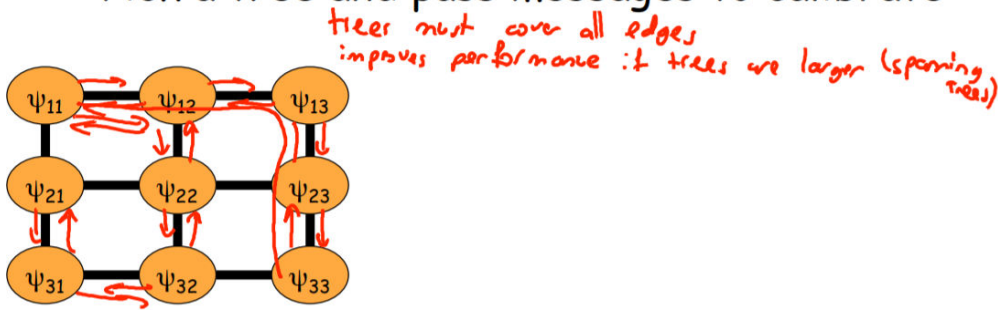 trees must cover all edges
improves performance if trees are larger (spanning
trees)
ψ11 ψ12 ψ13
ψ21 ψ22 ψ23
ψ31 ψ32 ψ33